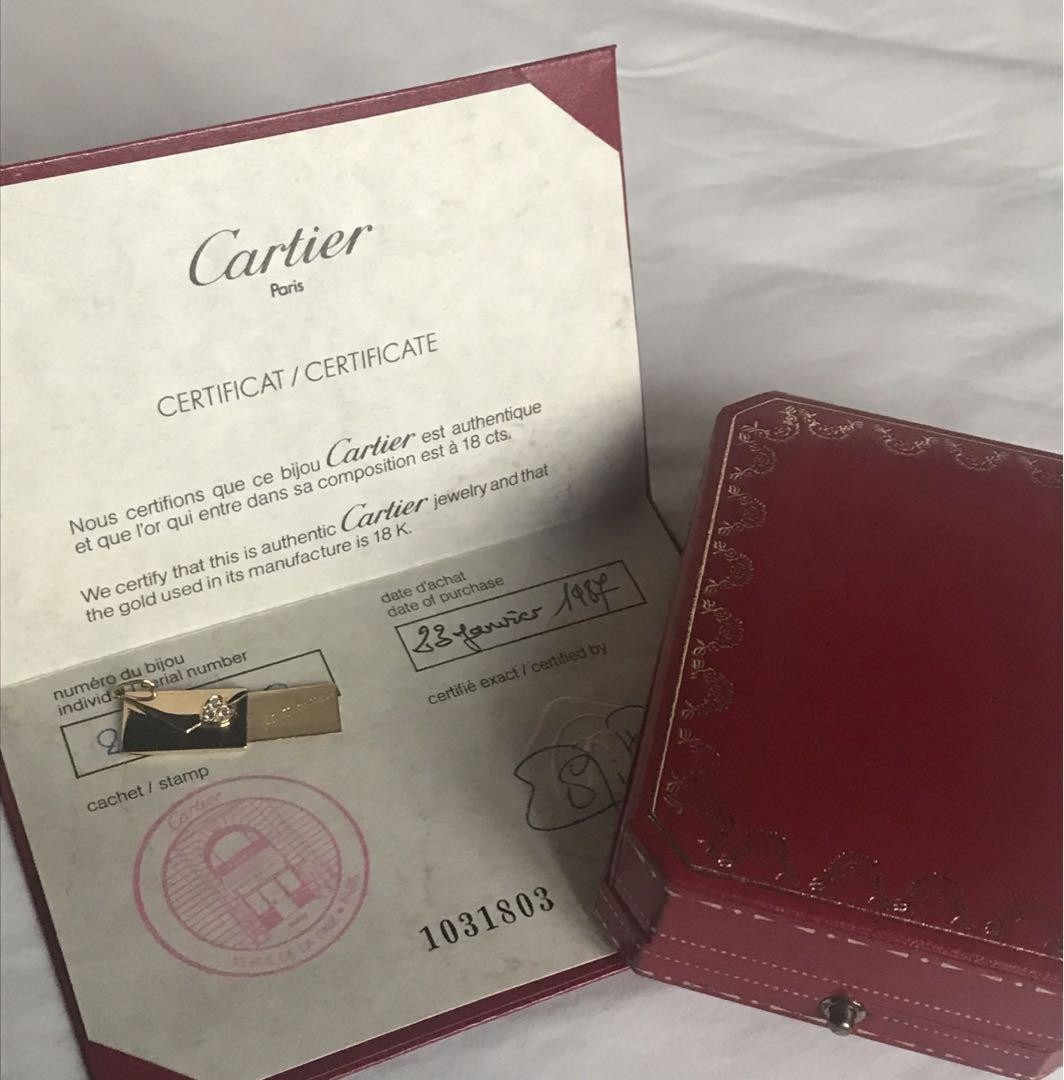 Cartier
Paris
CERTIFICAT / CERTIFICATE
Nous certifions que ce bijou Cartier est authentique
et que l'or qui entre dans sa composition est à 18 cts.
We certify that this is authentic Cartier jewelry and that
the gold used in its manufacture is 18 K.
numéro du bijou
serial number
date d'achat
date of purchase
23 Janvier 1987
certifié exact / certified by
cachet / stamp
Cartier
1031803